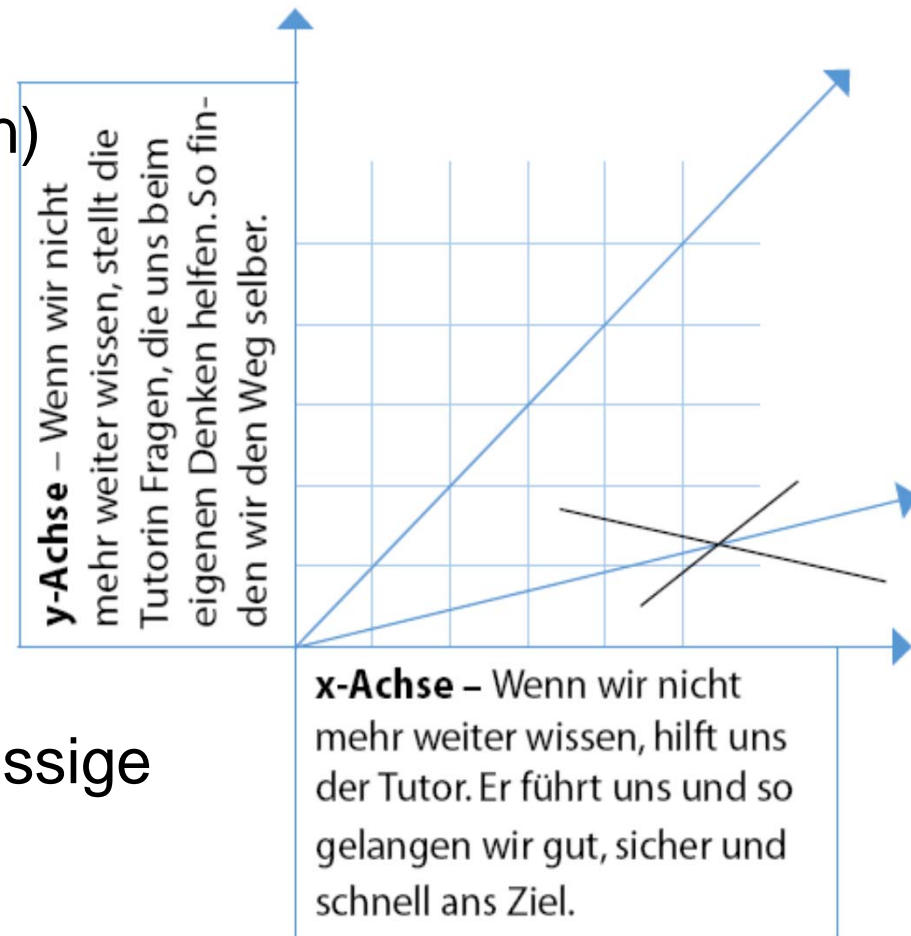 n)
y-Achse – Wenn wir nicht
mehr weiter wissen, stellt die
Tutorin Fragen, die uns beim
eigenen Denken helfen. So fin-
den wir den Weg selber.
ssige
x-Achse – Wenn wir nicht
mehr weiter wissen, hilft uns
der Tutor. Er führt uns und so
gelangen wir gut, sicher und
schnell ans Ziel.